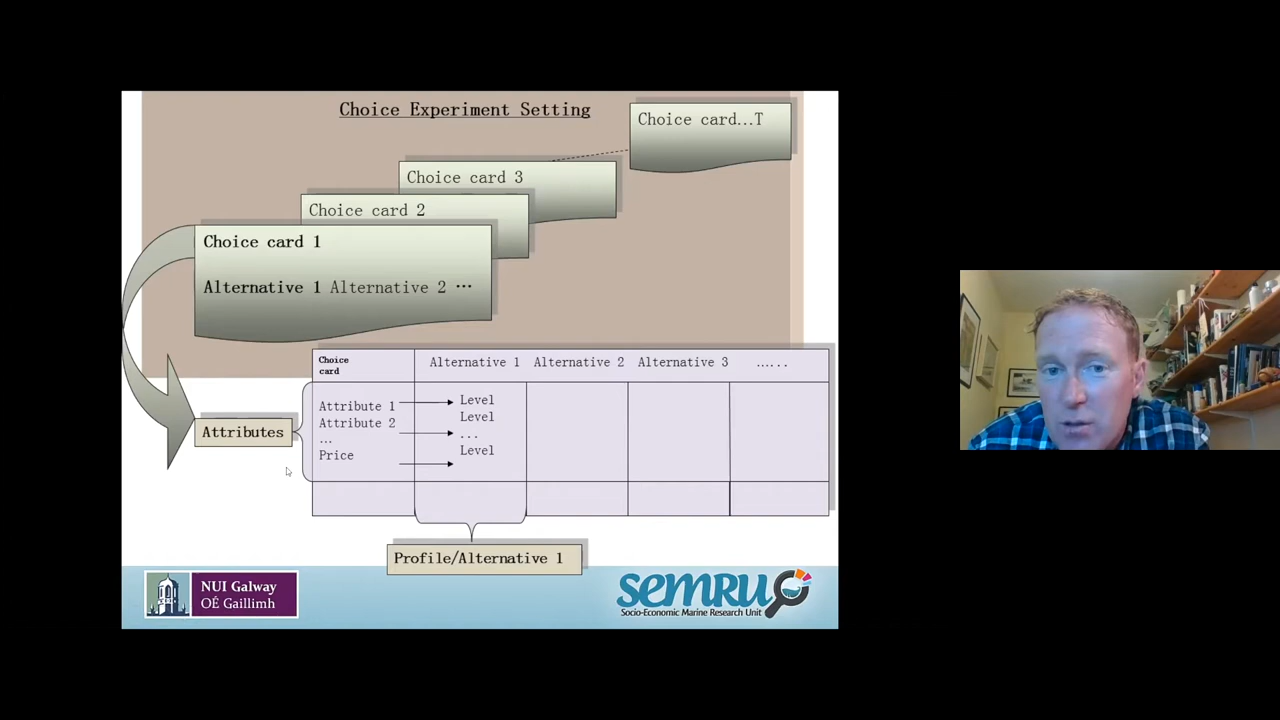 Choice Experiment Setting
Choice card…T
Choice card 3
Choice card 2
Choice card 1
Alternative 1 Alternative 2 …
Choice
card
Alternative 1
Alternative 2
Alternative 3
……
Attributes
Attribute 1
Attribute 2
…
Price
Level
Level
...
Level
Profile/Alternative 1
NUI Galway
OÉ Gaillimh
SEMRU
Socio-Economic Marine Research Unit